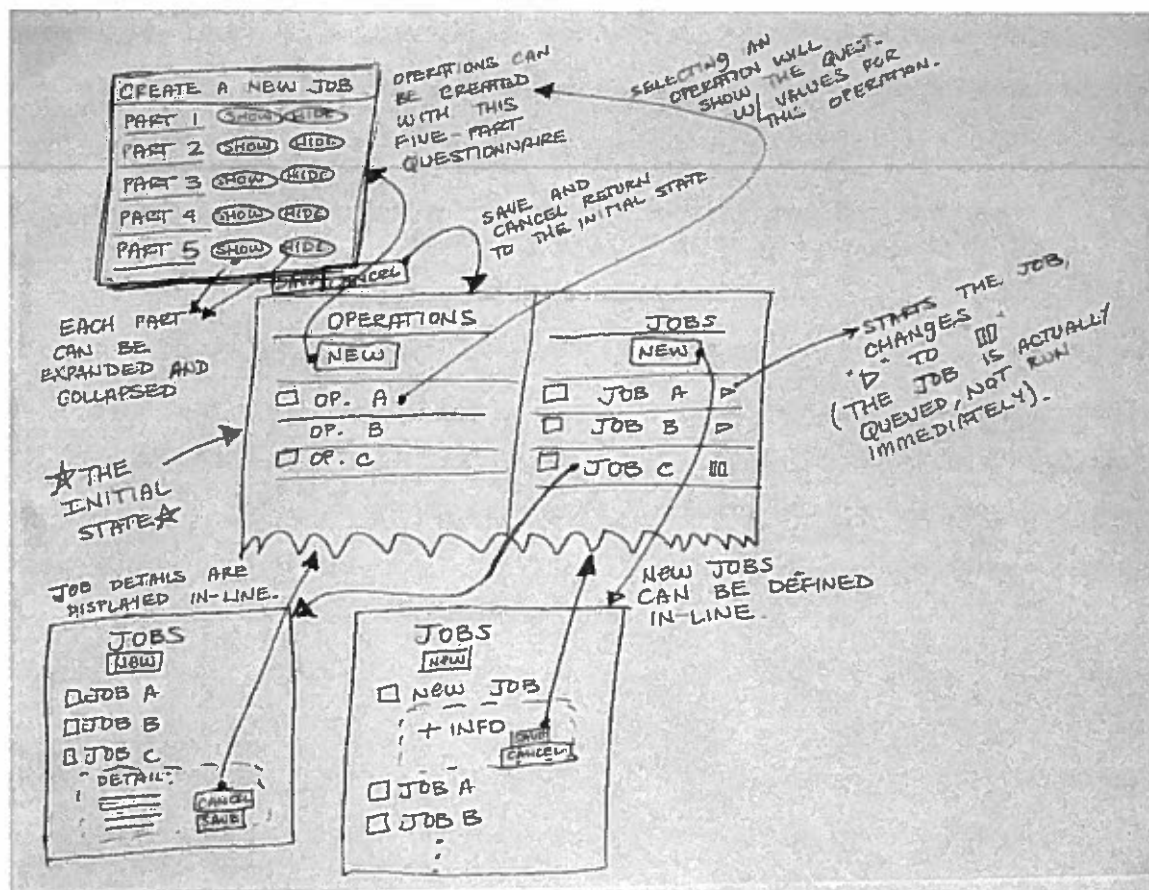 CREATE A NEW JOB
PART 1 SHOW HIDE
PART 2 SHOW HIDE
PART 3 SHOW HIDE
PART 4 SHOW HIDE
PART 5 SHOW HIDE
SAVE CANCEL
OPERATIONS CAN
BE CREATED
WITH THIS
FIVE-PART
QUESTIONNAIRE
SELECTING AN
OPERATION WILL
SHOW THE QUEST.
W/ VALUES FOR
THIS OPERATION.
SAVE AND
CANCEL RETURN
TO THE INITIAL STATE
EACH PART
CAN BE
EXPANDED AND
COLLAPSED
OPERATIONS
NEW
OP. A
OP. B
OP. C
JOBS
NEW
JOB A
JOB B
JOB C
STARTS THE JOB,
CHANGES
"▷" TO "▯▯"
(THE JOB IS ACTUALLY
QUEUED, NOT RUN
IMMEDIATELY).
☆THE
INITIAL
STATE☆
JOB DETAILS ARE
DISPLAYED IN-LINE.
NEW JOBS
CAN BE DEFINED
IN-LINE.
JOBS
NEW
JOB A
JOB B
JOB C
DETAIL:
CANCEL
SAVE
JOBS
NEW
NEW JOB
+ INFO
SAVE
CANCEL
JOB A
JOB B